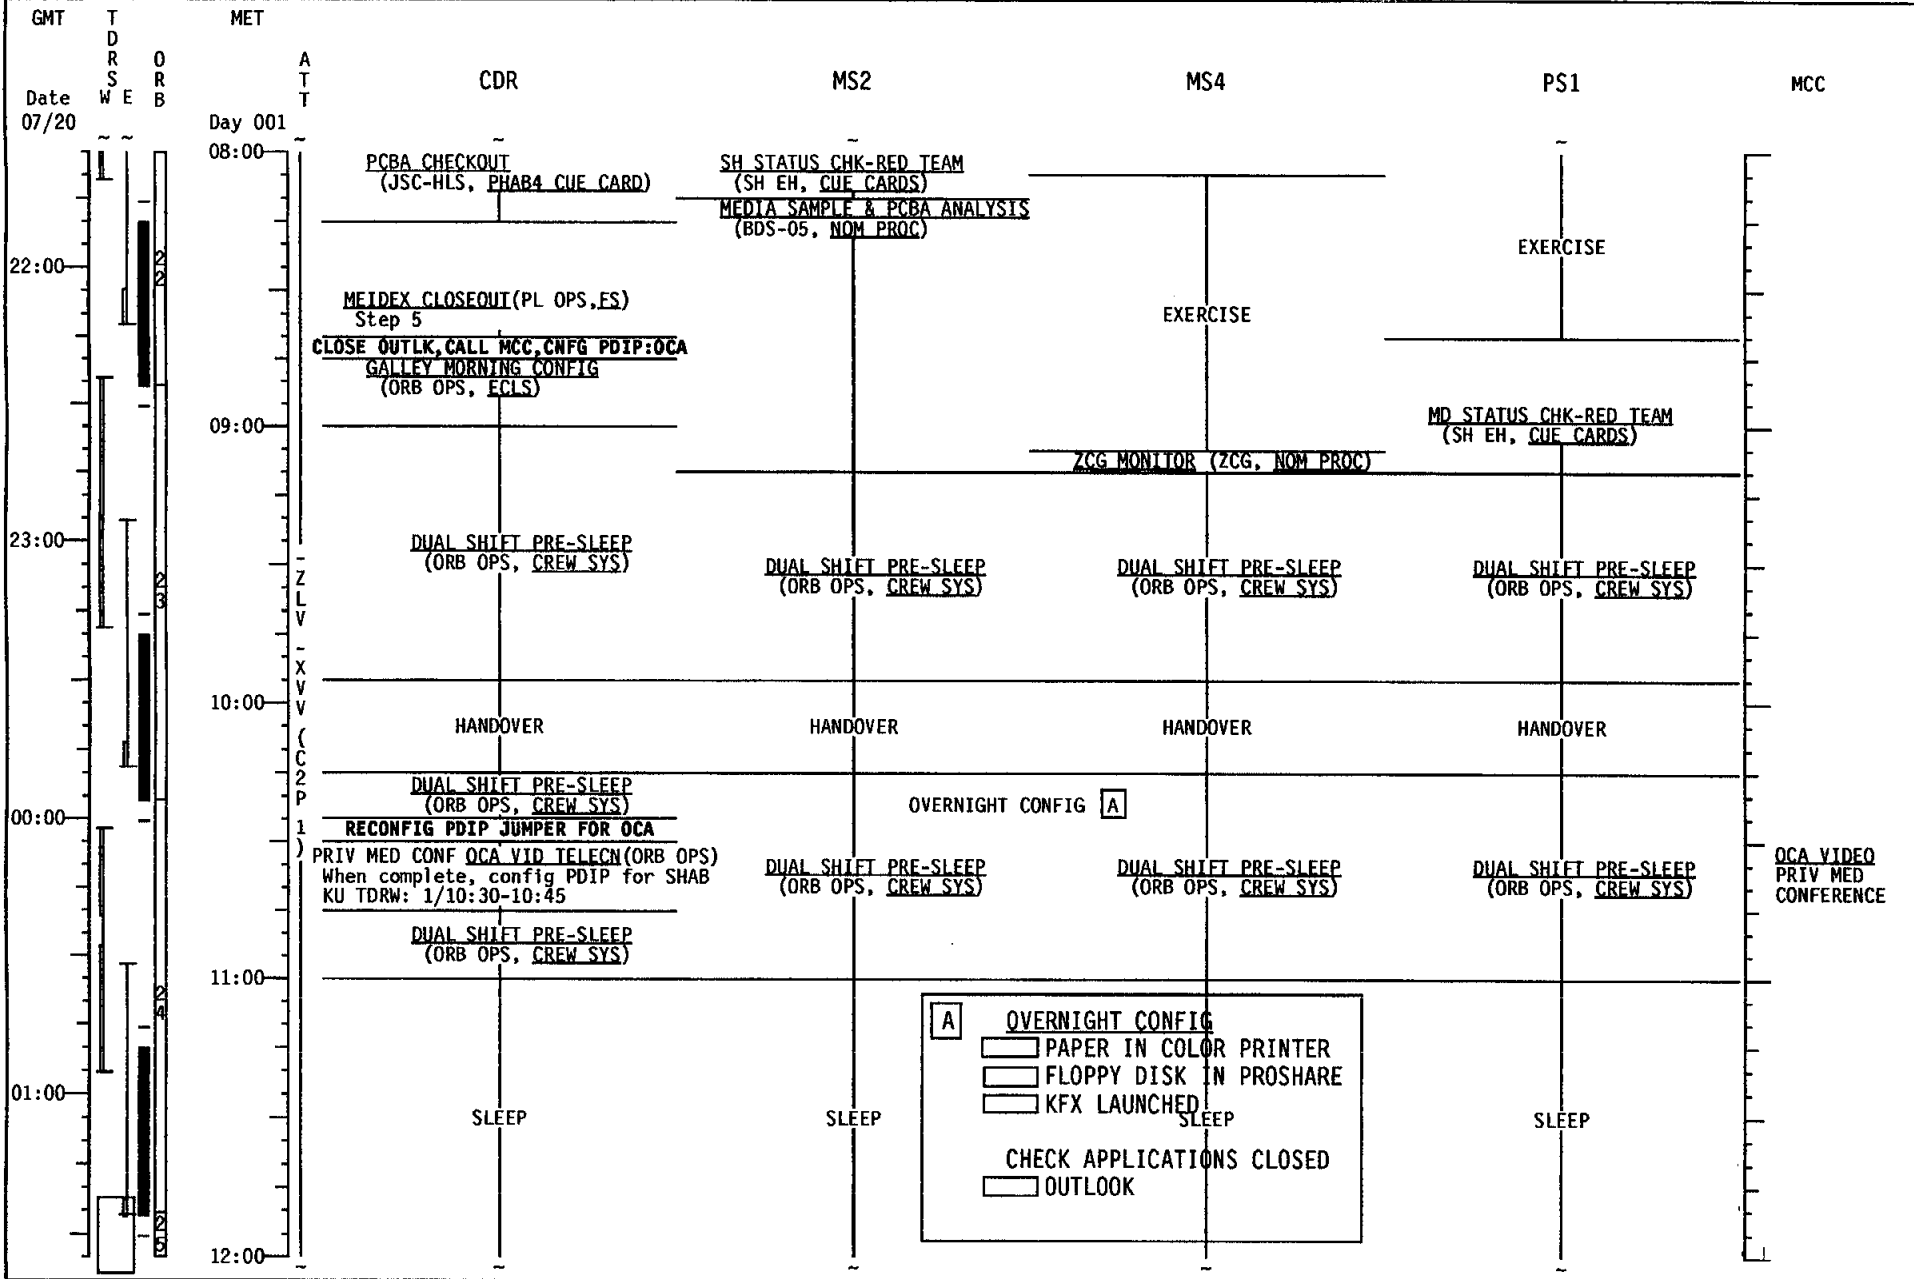 GMT
TDRS
W E
ORB
MET
ATT
CDR
MS2
MS4
PS1
MCC
Date
07/20
Day 001
08:00
22:00
09:00
23:00
10:00
00:00
11:00
01:00
12:00
22
23
24
25
-ZLV -XVV (C2P 1)
PCBA CHECKOUT
(JSC-HLS, PHAB4 CUE CARD)
MEIDEX CLOSEOUT(PL OPS,FS)
Step 5
CLOSE OUTLK,CALL MCC,CNFG PDIP:OCA
GALLEY MORNING CONFIG
(ORB OPS, ECLS)
DUAL SHIFT PRE-SLEEP
(ORB OPS, CREW SYS)
HANDOVER
DUAL SHIFT PRE-SLEEP
(ORB OPS, CREW SYS)
RECONFIG PDIP JUMPER FOR OCA
PRIV MED CONF OCA VID TELECN(ORB OPS)
When complete, config PDIP for SHAB
KU TDRW: 1/10:30-10:45
DUAL SHIFT PRE-SLEEP
(ORB OPS, CREW SYS)
SLEEP
SH STATUS CHK-RED TEAM
(SH EH, CUE CARDS)
MEDIA SAMPLE & PCBA ANALYSIS
(BDS-05, NOM PROC)
DUAL SHIFT PRE-SLEEP
(ORB OPS, CREW SYS)
HANDOVER
OVERNIGHT CONFIG A
DUAL SHIFT PRE-SLEEP
(ORB OPS, CREW SYS)
SLEEP
EXERCISE
ZCG MONITOR (ZCG, NOM PROC)
DUAL SHIFT PRE-SLEEP
(ORB OPS, CREW SYS)
HANDOVER
DUAL SHIFT PRE-SLEEP
(ORB OPS, CREW SYS)
A OVERNIGHT CONFIG
PAPER IN COLOR PRINTER
FLOPPY DISK IN PROSHARE
KFX LAUNCHED
SLEEP
CHECK APPLICATIONS CLOSED
OUTLOOK
EXERCISE
MD STATUS CHK-RED TEAM
(SH EH, CUE CARDS)
DUAL SHIFT PRE-SLEEP
(ORB OPS, CREW SYS)
HANDOVER
DUAL SHIFT PRE-SLEEP
(ORB OPS, CREW SYS)
SLEEP
OCA VIDEO
PRIV MED
CONFERENCE